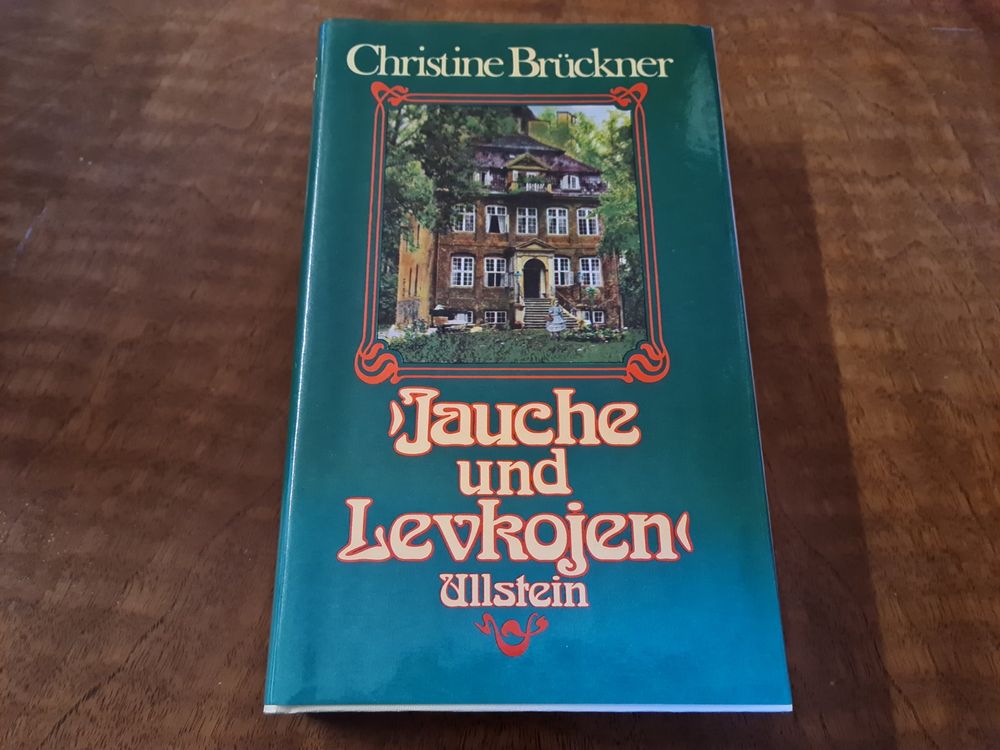 Christine Brückner
›Jauche
und
Levkojen‹
Ullstein